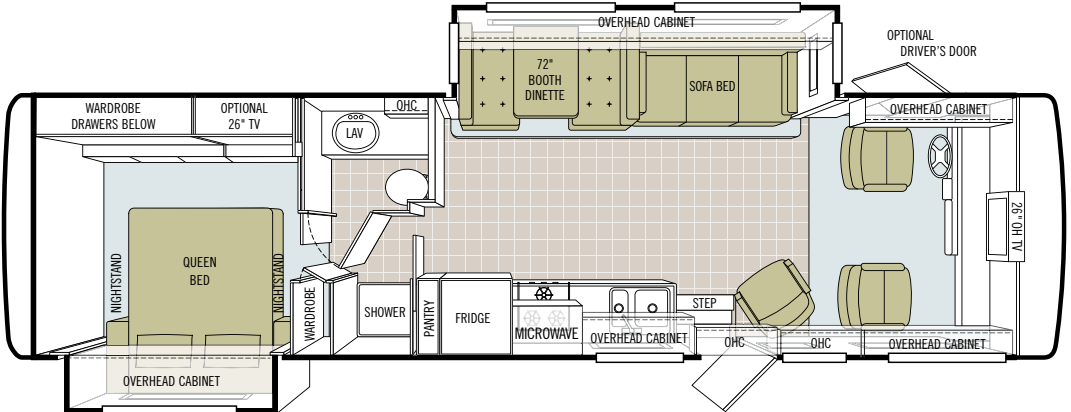 OVERHEAD CABINET
OPTIONAL
DRIVER'S DOOR
72"
BOOTH
DINETTE
SOFA BED
WARDROBE
DRAWERS BELOW
OPTIONAL
26" TV
OHC
LAV
OVERHEAD CABINET
26" OH TV
NIGHTSTAND
QUEEN
BED
NIGHTSTAND
WARDROBE
SHOWER
PANTRY
FRIDGE
MICROWAVE
STEP
OVERHEAD CABINET
OHC
OHC
OVERHEAD CABINET
OVERHEAD CABINET